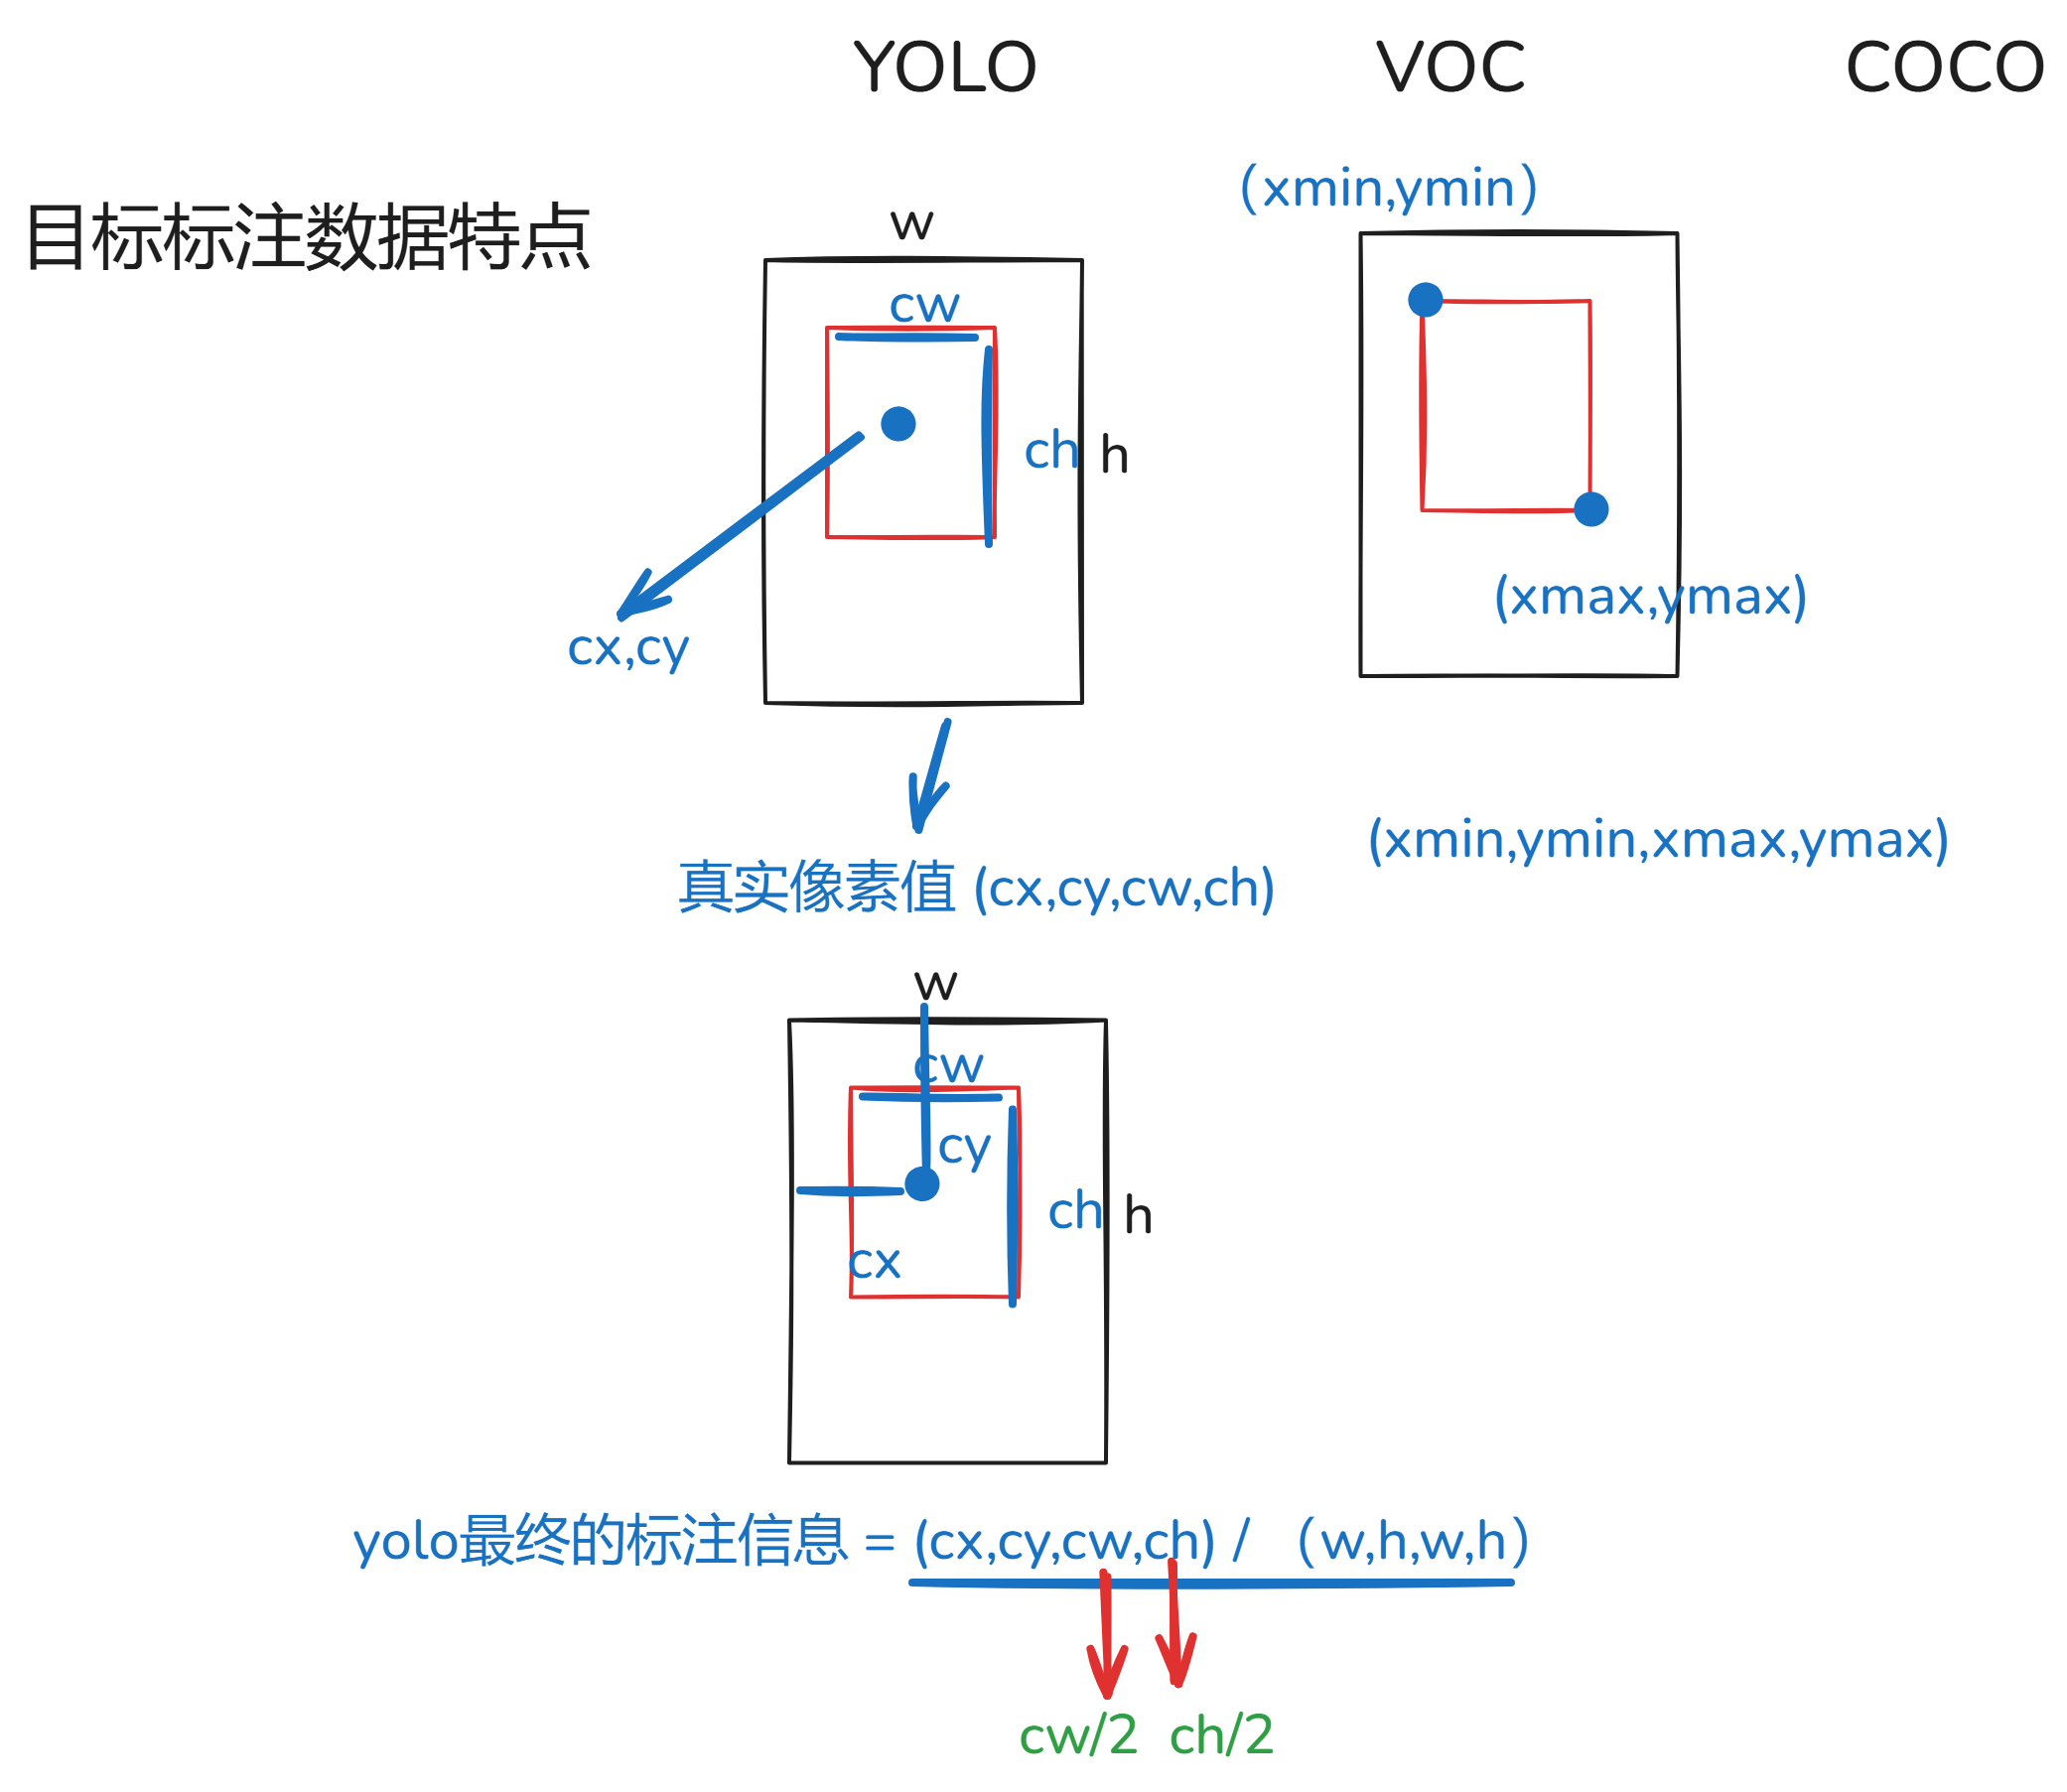 YOLO
VOC
COCO
目标标注数据特点
w
cw
ch
h
cx,cy
(xmin,ymin)
(xmax,ymax)
真实像素值 (cx,cy,cw,ch)
(xmin,ymin,xmax,ymax)
w
cw
cy
ch
h
cx
yolo最终的标注信息 = (cx,cy,cw,ch) / (w,h,w,h)
cw/2 ch/2